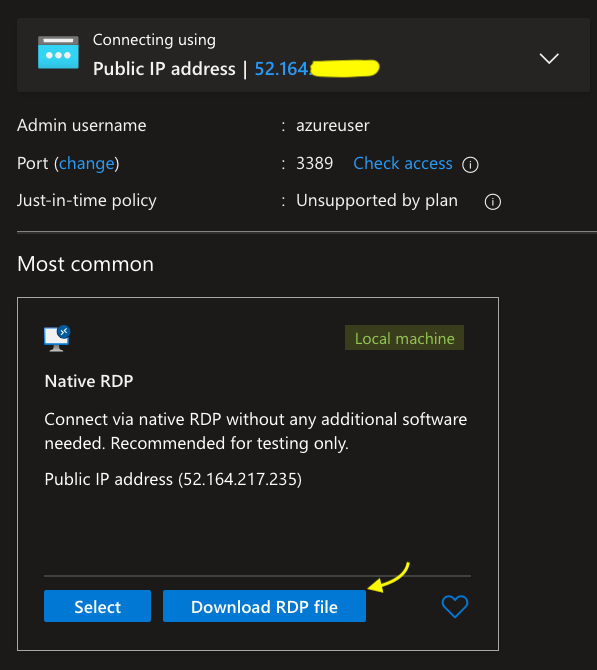 Connecting using
Public IP address | 52.164.
Admin username : azureuser
Port (change) : 3389 Check access
Just-in-time policy : Unsupported by plan
Most common
Local machine
Native RDP
Connect via native RDP without any additional software
needed. Recommended for testing only.
Public IP address (52.164.217.235)
Select Download RDP file